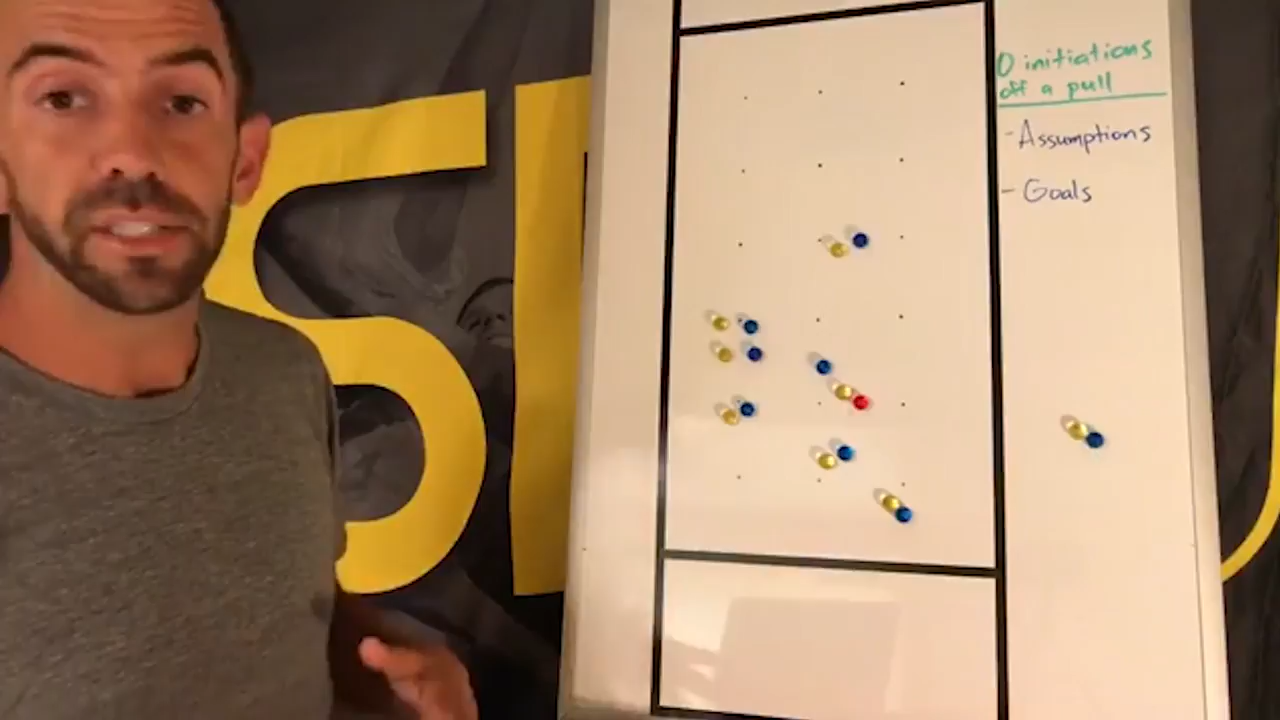 O initiations
off a pull
- Assumptions
- Goals